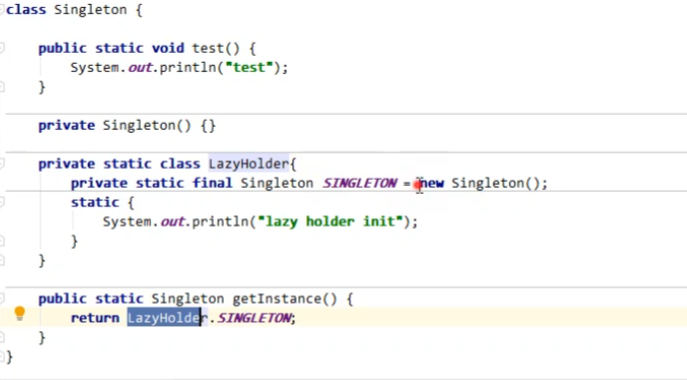 class Singleton {
public static void test() {
System.out.println("test");
}
private Singleton() {}
private static class LazyHolder{
private static final Singleton SINGLETON = new Singleton();
static {
System.out.println("lazy holder init");
}
}
public static Singleton getInstance() {
return LazyHolder.SINGLETON;
}
}